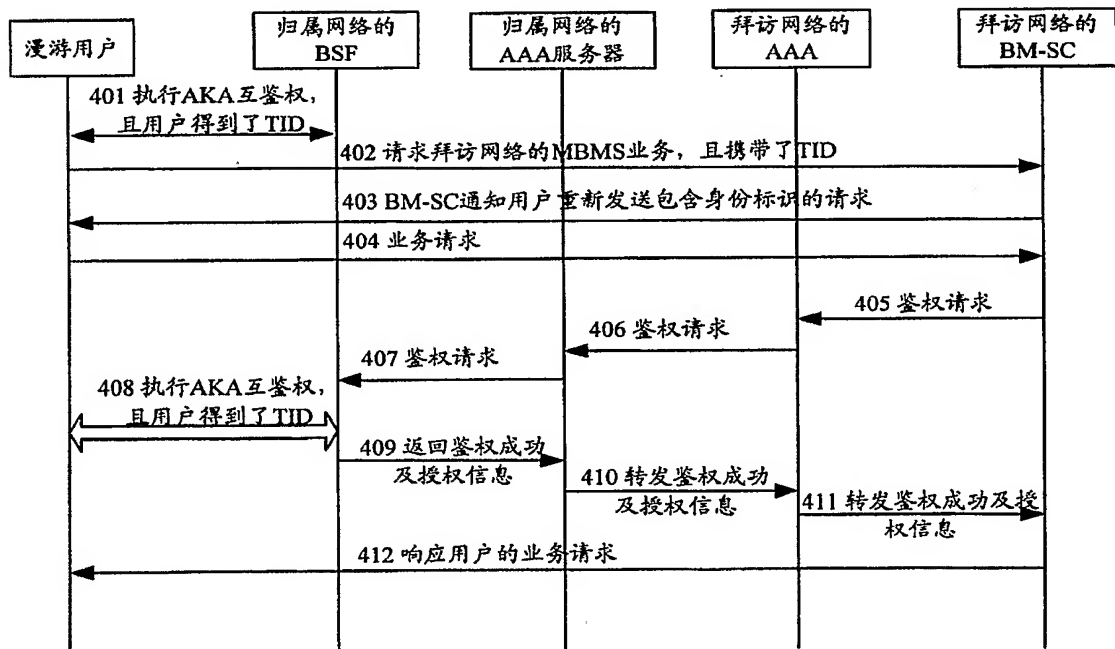 漫游用户
归属网络的
BSF
归属网络的
AAA服务器
拜访网络的
AAA
拜访网络的
BM-SC
401 执行AKA互鉴权,
且用户得到了TID
402 请求拜访网络的MBMS业务, 且携带了TID
403 BM-SC通知用户重新发送包含身份标识的请求
404 业务请求
405 鉴权请求
406 鉴权请求
407 鉴权请求
408 执行AKA互鉴权,
且用户得到了TID
409 返回鉴权成功
及授权信息
410 转发鉴权成功
及授权信息
411 转发鉴权成功及授
权信息
412 响应用户的业务请求